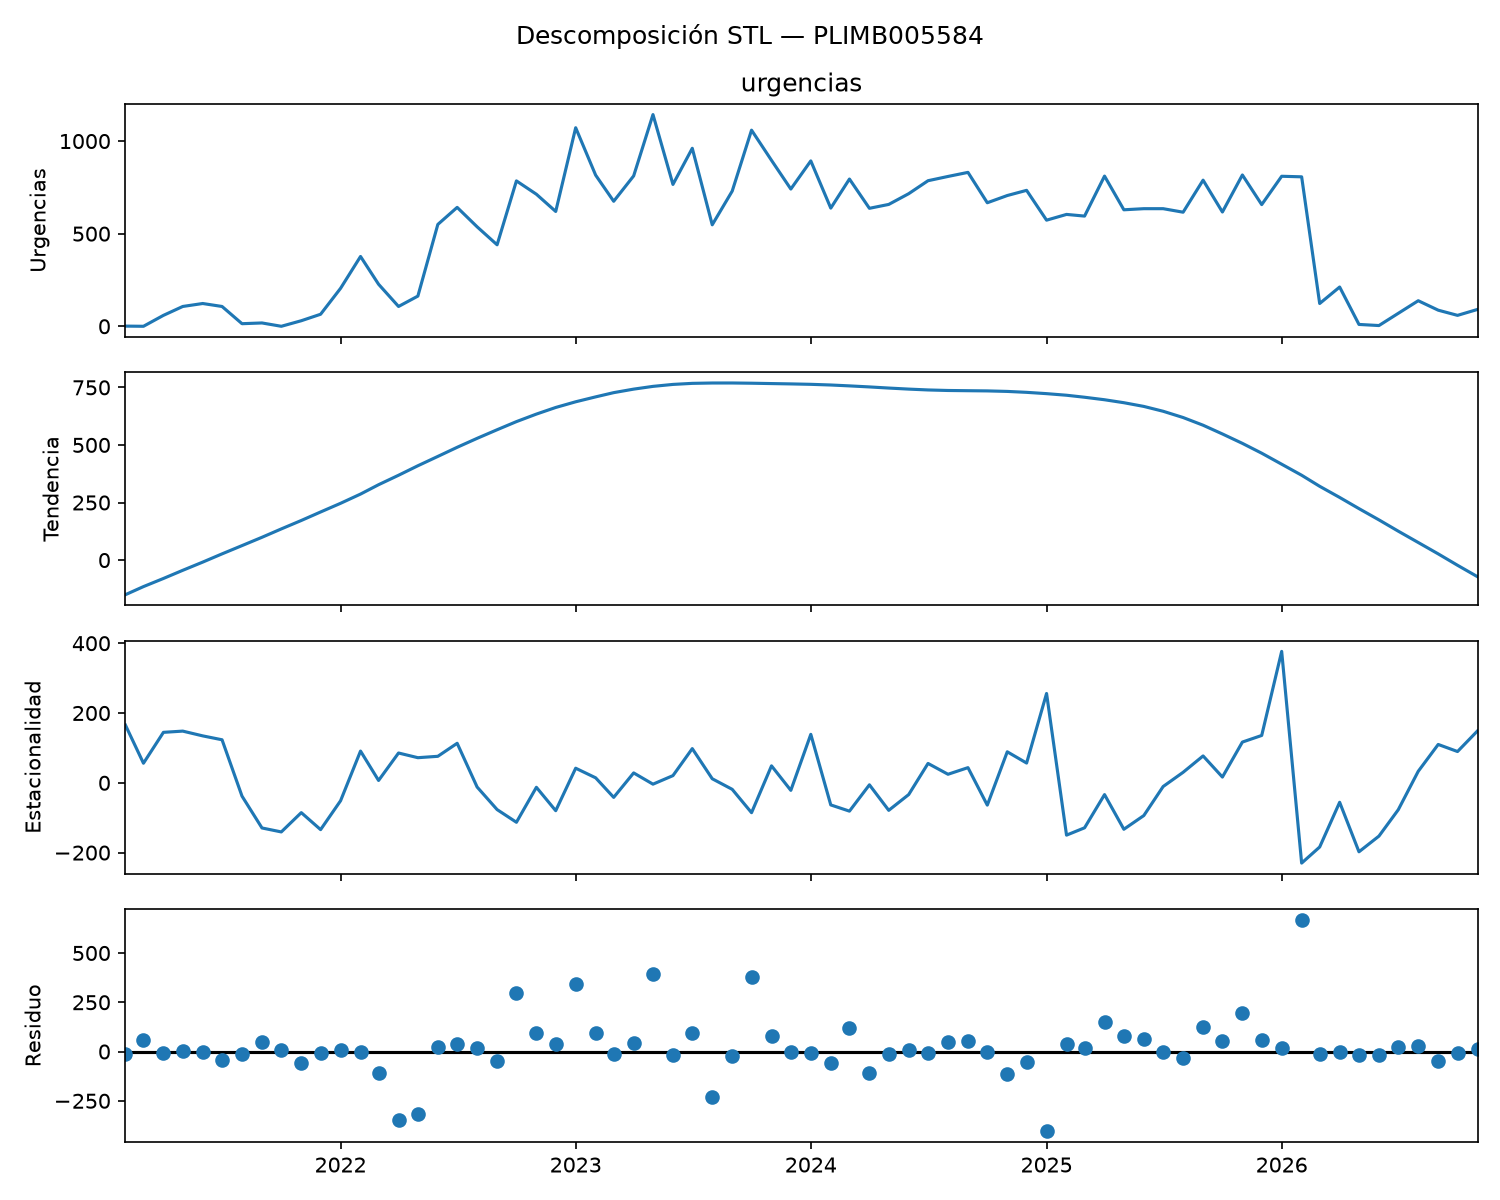 Descomposición STL — PLIMB005584
urgencias
Urgencias
1000
500
0
Tendencia
750
500
250
0
Estacionalidad
400
200
0
−200
Residuo
500
250
0
−250
2022 2023 2024 2025 2026